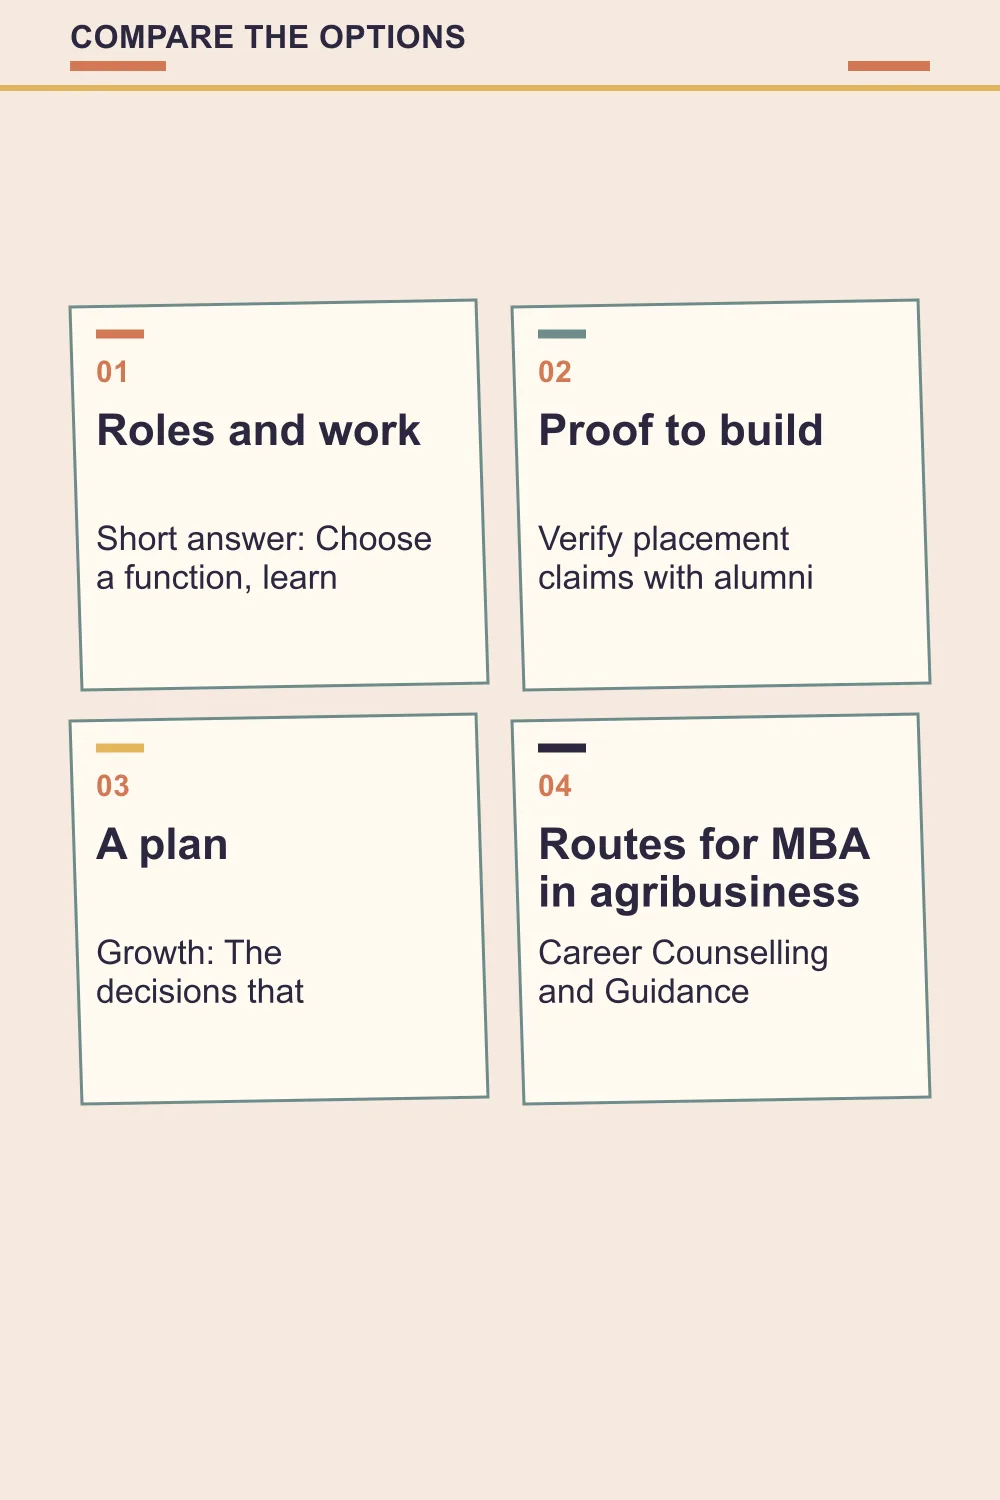 COMPARE THE OPTIONS
01
Roles and work
Short answer: Choose
a function, learn
02
Proof to build
Verify placement
claims with alumni
03
A plan
Growth: The
decisions that
04
Routes for MBA
in agribusiness
Career Counselling
and Guidance